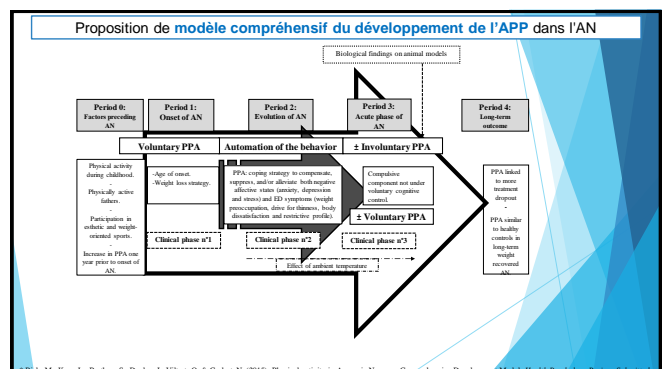 Proposition de modèle compréhensif du développement de l'APP dans l'AN
Biological findings on animal models
Period 0:
Factors preceding
AN
Period 1:
Onset of AN
Period 2:
Evolution of AN
Period 3:
Acute phase of
AN
Period 4:
Long-term
outcome
Voluntary PPA
Automation of the behavior
± Involuntary PPA
Physical activity
during childhood.
-
Physically active
fathers.
-
Participation in
esthetic and weight-
oriented sports.
-
Increase in PPA one
year prior to onset of
AN.
-Age of onset.
-Weight loss strategy.
PPA: coping strategy to compensate,
suppress, and/or alleviate both negative
affective states (anxiety, depression
and stress) and ED symptoms (weight
preoccupation, drive for thinness, body
dissatisfaction and restrictive profile).
Compulsive
component not under
voluntary cognitive
control.
± Voluntary PPA
PPA linked
to more
treatment
dropout
-
PPA similar
to healthy
controls in
long-term
weight
recovered
AN.
Clinical phase n°1
Clinical phase n°2
Clinical phase n°3
Effect of ambient temperature